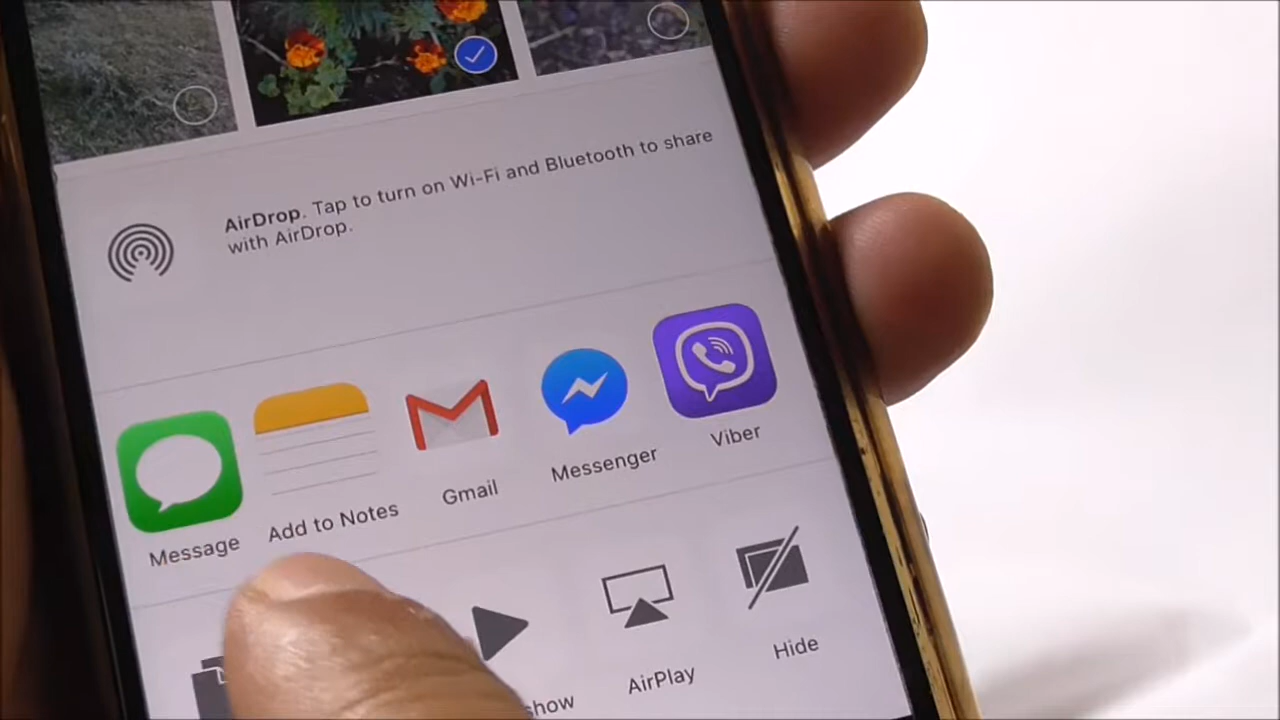 AirDrop. Tap to turn on Wi-Fi and Bluetooth to share
with AirDrop.
Message
Add to Notes
Gmail
Messenger
Viber
AirPlay
Hide